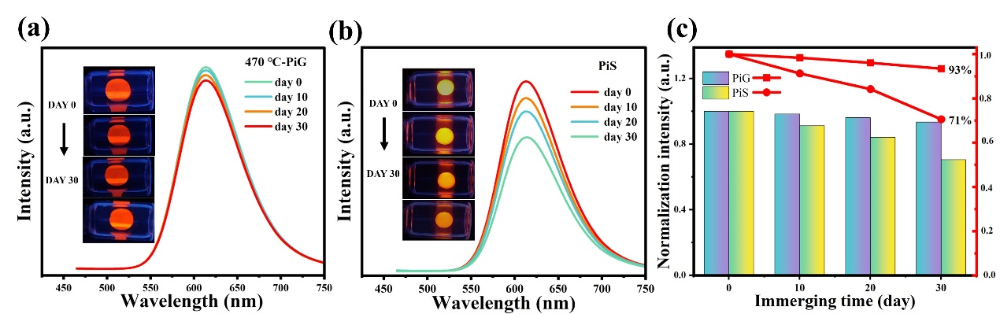 (a)
Intensity (a.u.)
470 °C-PiG
day 0
day 10
day 20
day 30
DAY 0
DAY 30
450 500 550 600 650 700 750
Wavelength (nm)
(b)
Intensity (a.u.)
PiS
day 0
day 10
day 20
day 30
DAY 0
DAY 30
450 500 550 600 650 700 750
Wavelength (nm)
(c)
Normalization intensity (a.u.)
1.2
0.8
0.4
0.0
PiG
PiS
93%
71%
1.0
0.8
0.6
0.4
0.2
0.0
0 10 20 30
Immerging time (day)